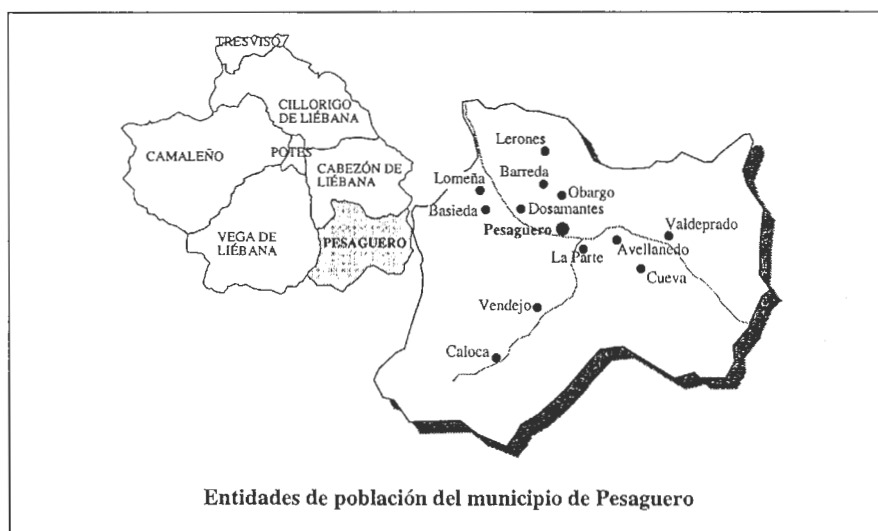 TRESVISO
CILLORIGO
DE LIÉBANA
CAMALEÑO
POTES
CABEZÓN DE
LIÉBANA
VEGA DE
LIÉBANA
PESAGUERO
Lerones
Barreda
Lomeña
Obargo
Basieda
Dosamantes
Pesaguero
Valdeprado
La Parte
Avellanedo
Cueva
Vendejo
Caloca
Entidades de población del municipio de Pesaguero